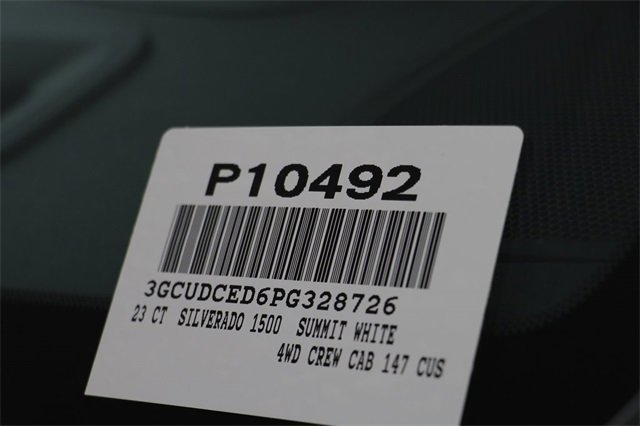 P10492
3GCUDCED6PG328726
23 CT SILVERADO 1500 SUMMIT WHITE
4WD CREW CAB 147 CUS